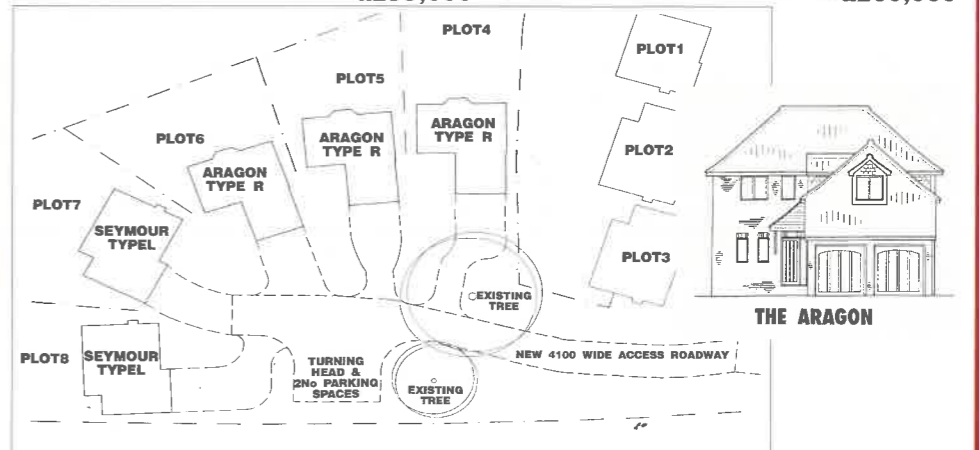 PLOT4
PLOT1
PLOT5
ARAGON
TYPE R
ARAGON
TYPE R
PLOT6
ARAGON
TYPE R
PLOT2
PLOT7
SEYMOUR
TYPEL
PLOT3
EXISTING
TREE
THE ARAGON
PLOT8
SEYMOUR
TYPEL
TURNING
HEAD &
2No PARKING
SPACES
NEW 4100 WIDE ACCESS ROADWAY
EXISTING
TREE